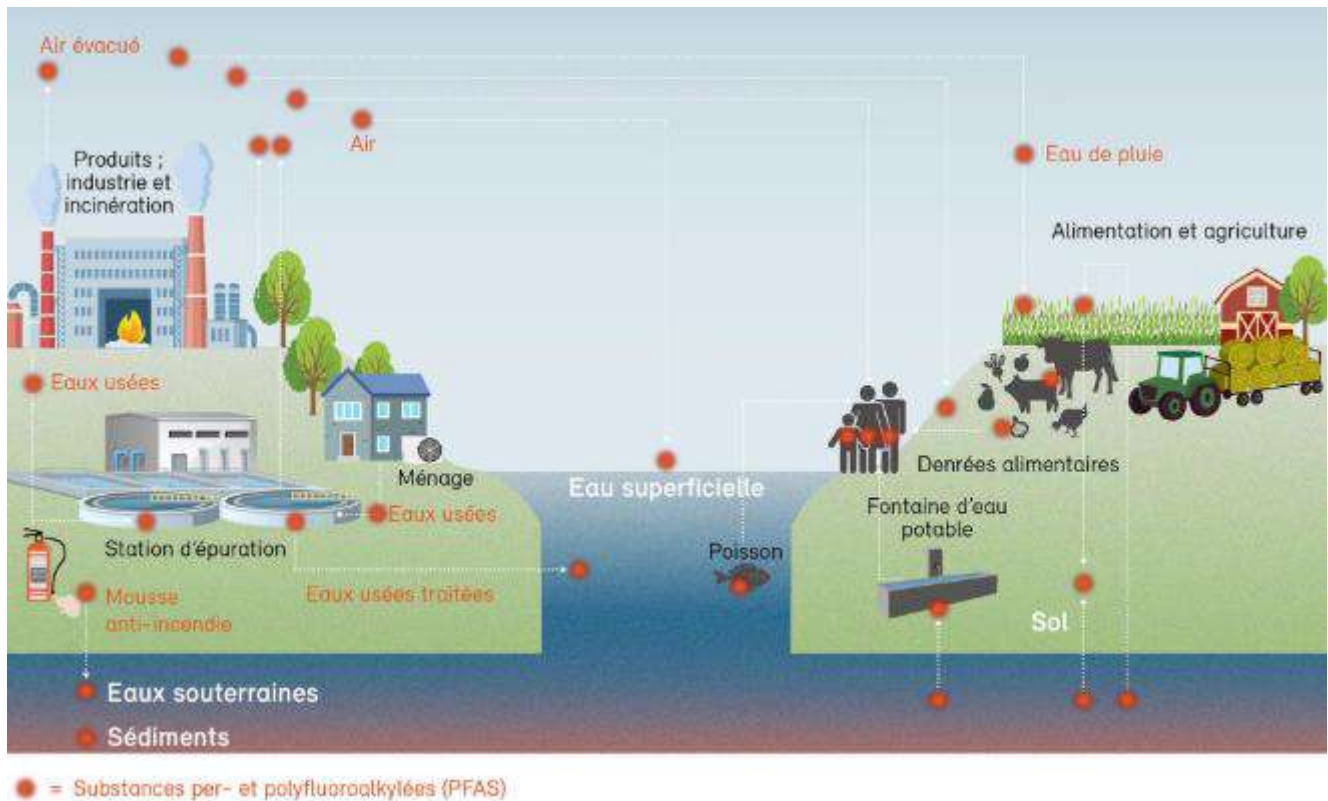 Air évacué
Air
Eau de pluie
Produits ;
industrie et
incinération
Alimentation et agriculture
Eaux usées
Ménage
Eau superficielle
Denrées alimentaires
Eaux usées
Fontaine d'eau
potable
Station d'épuration
Poisson
Eaux usées traîtées
Mousse
anti-incendie
Sol
Eaux souterraines
Sédiments
= Substances per- et polyfluoroalkylées (PFAS)